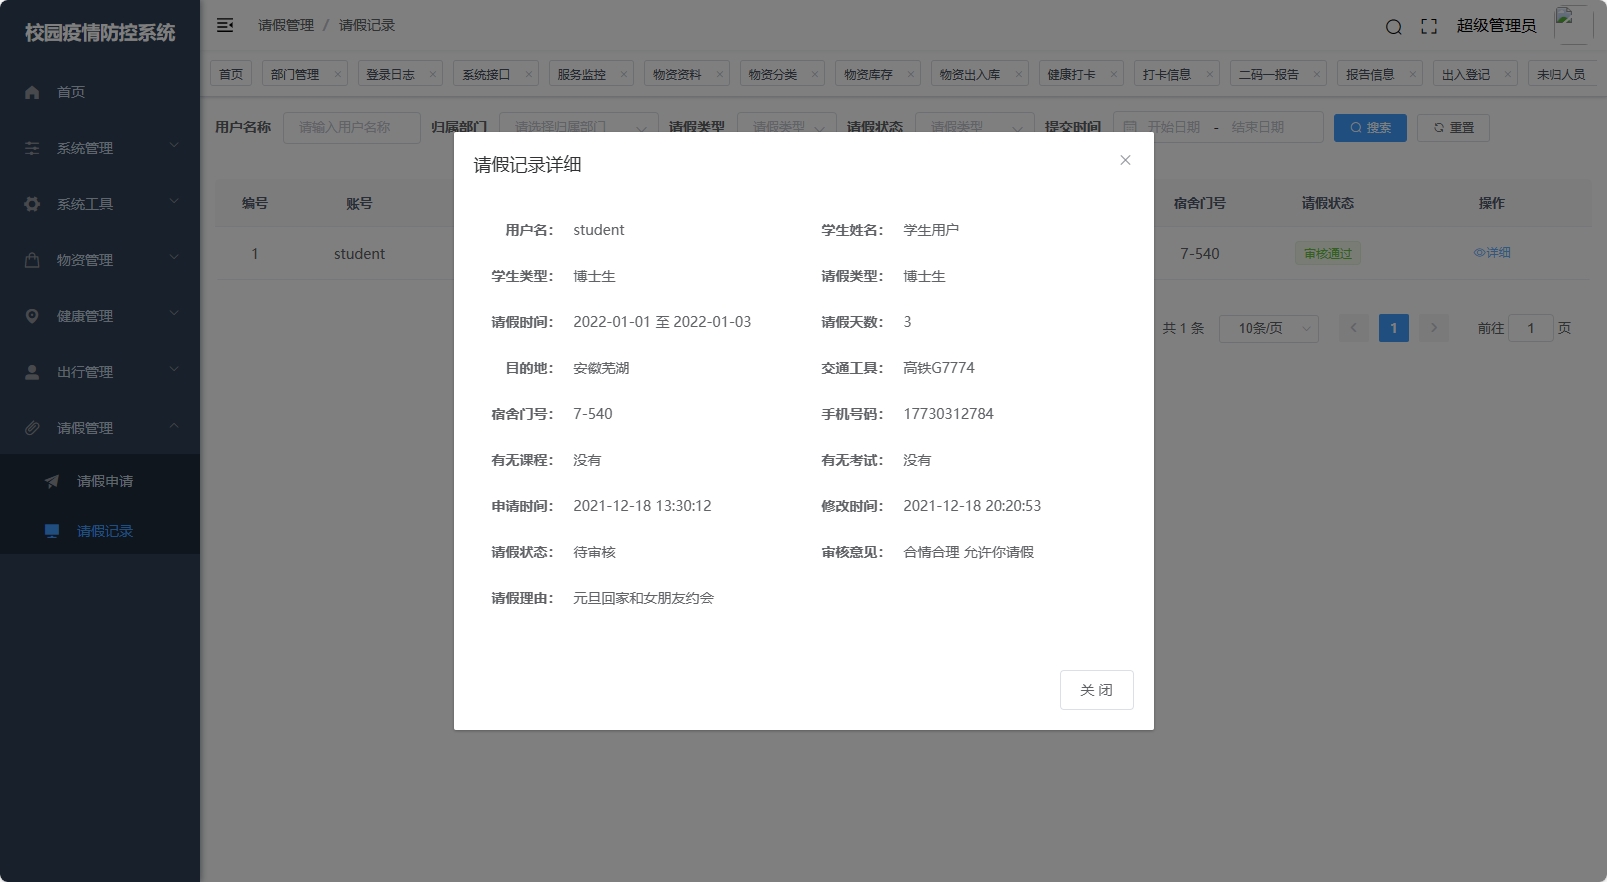 校园疫情防控系统
请假管理 / 请假记录
超级管理员
首页 部门管理 × 登录日志 × 系统接口 × 服务监控 × 物资资料 × 物资分类 × 物资库存 × 物资出入库 × 健康打卡 × 打卡信息 × 二码一报告 × 报告信息 × 出入登记 × 未归人员
首页
系统管理
系统工具
物资管理
健康管理
出行管理
请假管理
请假申请
请假记录
用户名称 请输入用户名称 归属部门 请选择归属部门 请假类型 请假类型 请假状态 请假类型 提交时间 开始日期 - 结束日期 搜索 重置
编号 账号 宿舍门号 请假状态 操作
1 student 7-540 审核通过 详细
共 1 条 10条/页 1 前往 1 页
请假记录详细
用户名： student 学生姓名： 学生用户
学生类型： 博士生 请假类型： 博士生
请假时间： 2022-01-01 至 2022-01-03 请假天数： 3
目的地： 安徽芜湖 交通工具： 高铁G7774
宿舍门号： 7-540 手机号码： 17730312784
有无课程： 没有 有无考试： 没有
申请时间： 2021-12-18 13:30:12 修改时间： 2021-12-18 20:20:53
请假状态： 待审核 审核意见： 合情合理 允许你请假
请假理由： 元旦回家和女朋友约会
关 闭